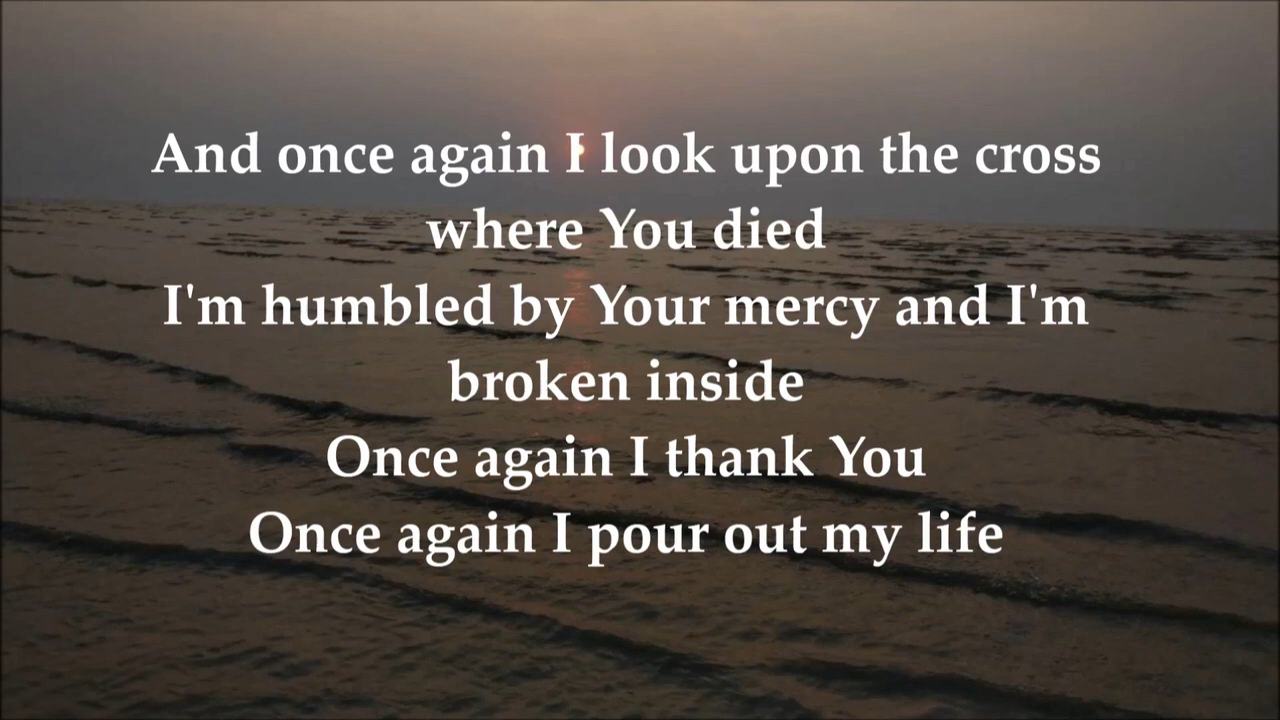 And once again I look upon the cross
where You died
I'm humbled by Your mercy and I'm
broken inside
Once again I thank You
Once again I pour out my life